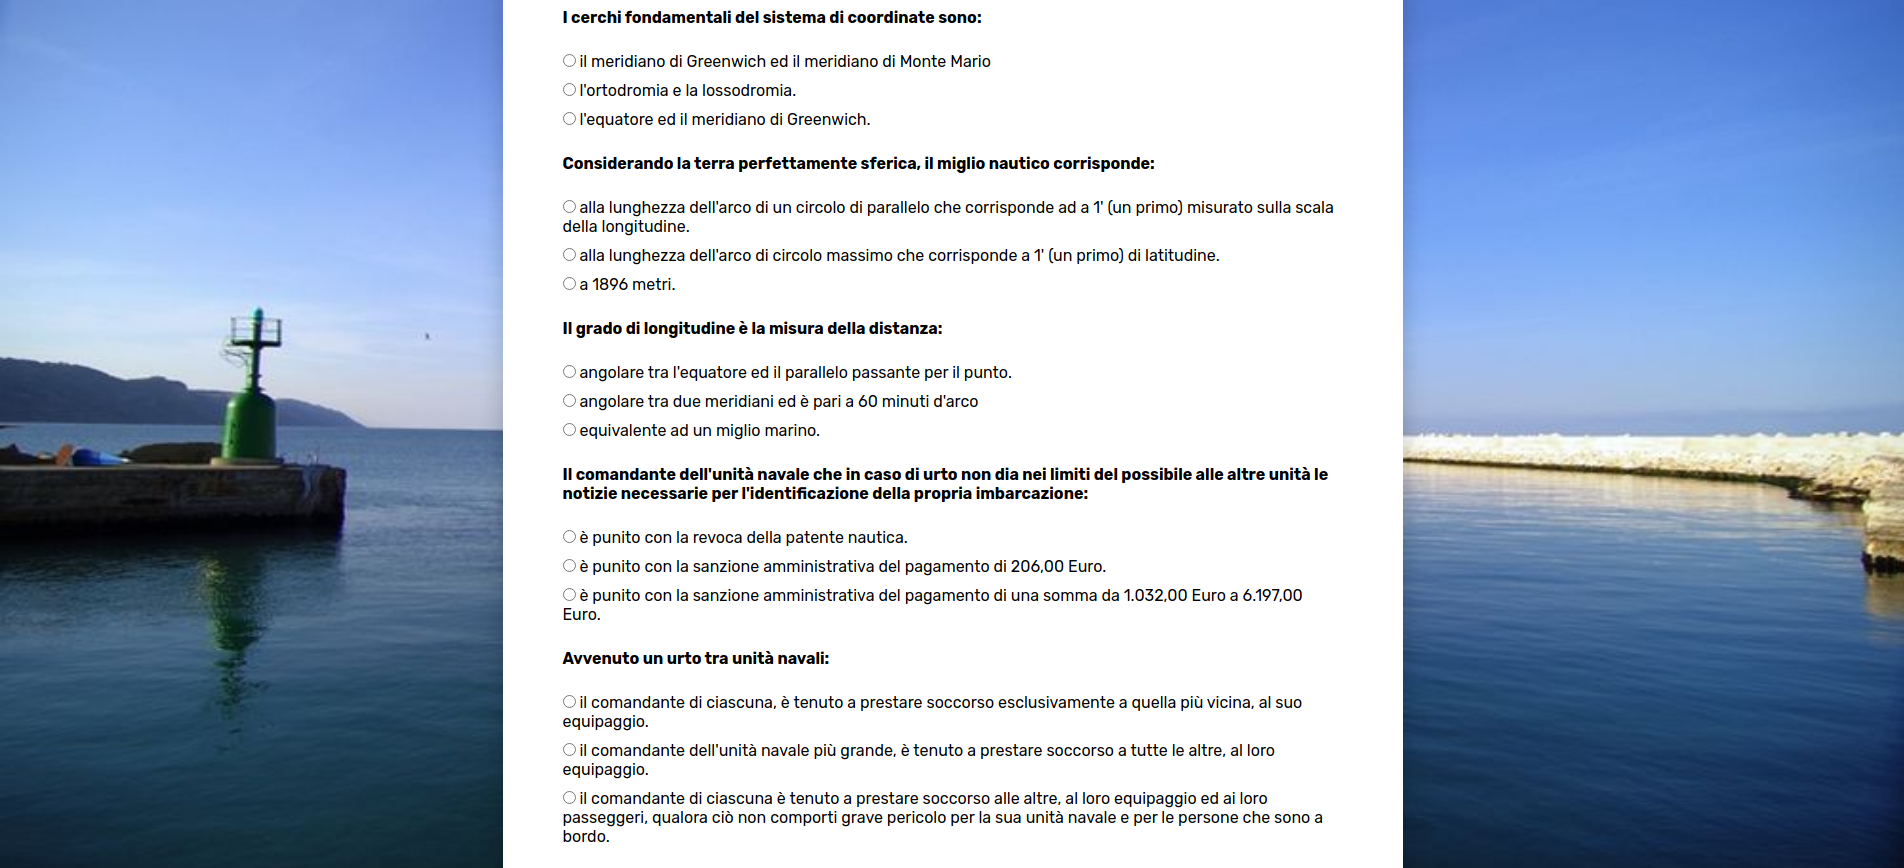 I cerchi fondamentali del sistema di coordinate sono:
il meridiano di Greenwich ed il meridiano di Monte Mario
l'ortodromia e la lossodromia.
l'equatore ed il meridiano di Greenwich.
Considerando la terra perfettamente sferica, il miglio nautico corrisponde:
alla lunghezza dell'arco di un circolo di parallelo che corrisponde ad a 1' (un primo) misurato sulla scala
della longitudine.
alla lunghezza dell'arco di circolo massimo che corrisponde a 1' (un primo) di latitudine.
a 1896 metri.
Il grado di longitudine è la misura della distanza:
angolare tra l'equatore ed il parallelo passante per il punto.
angolare tra due meridiani ed è pari a 60 minuti d'arco
equivalente ad un miglio marino.
Il comandante dell'unità navale che in caso di urto non dia nei limiti del possibile alle altre unità le
notizie necessarie per l'identificazione della propria imbarcazione:
è punito con la revoca della patente nautica.
è punito con la sanzione amministrativa del pagamento di 206,00 Euro.
è punito con la sanzione amministrativa del pagamento di una somma da 1.032,00 Euro a 6.197,00
Euro.
Avvenuto un urto tra unità navali:
il comandante di ciascuna, è tenuto a prestare soccorso esclusivamente a quella più vicina, al suo
equipaggio.
il comandante dell'unità navale più grande, è tenuto a prestare soccorso a tutte le altre, al loro
equipaggio.
il comandante di ciascuna è tenuto a prestare soccorso alle altre, al loro equipaggio ed ai loro
passeggeri, qualora ciò non comporti grave pericolo per la sua unità navale e per le persone che sono a
bordo.